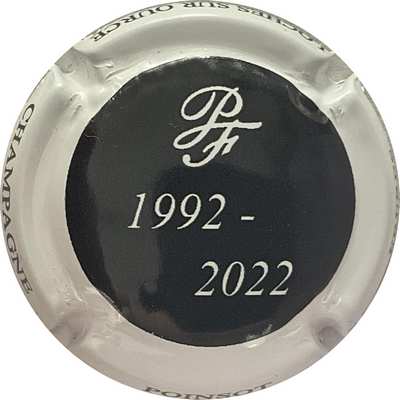 PF
1992 -
2022
CHAMPAGNE
LOCHES SUR OURCE
POINSOT